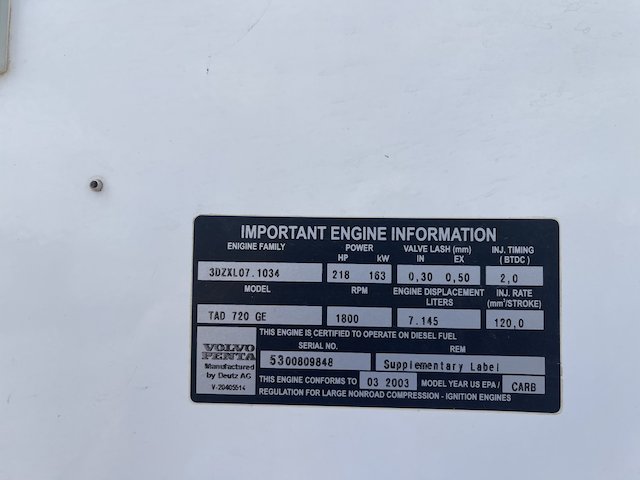 IMPORTANT ENGINE INFORMATION
ENIGINE FAMILY POWER VALVE LASH (mm) INJ. TIMING
HP kW IN EX ( BTDC )
3DZXL07.1034 218 163 0,30 0,50 2,0
MODEL RPM ENGINE DISPLACEMENT INJ. RATE
LITERS (mm³/STROKE)
TAD 720 GE 1800 7.145 120,0
THIS ENGINE IS CERTIFIED TO OPERATE ON DIESEL FUEL
SERIAL NO. REM
VOLVO
PENTA
5300809848 Supplementary Label
Manufactured
by Deutz AG
THIS ENGINE CONFORMS TO 03 2003 MODEL YEAR US EPA / CARB
V-20405514
REGULATION FOR LARGE NONROAD COMPRESSION - IGNITION ENGINES